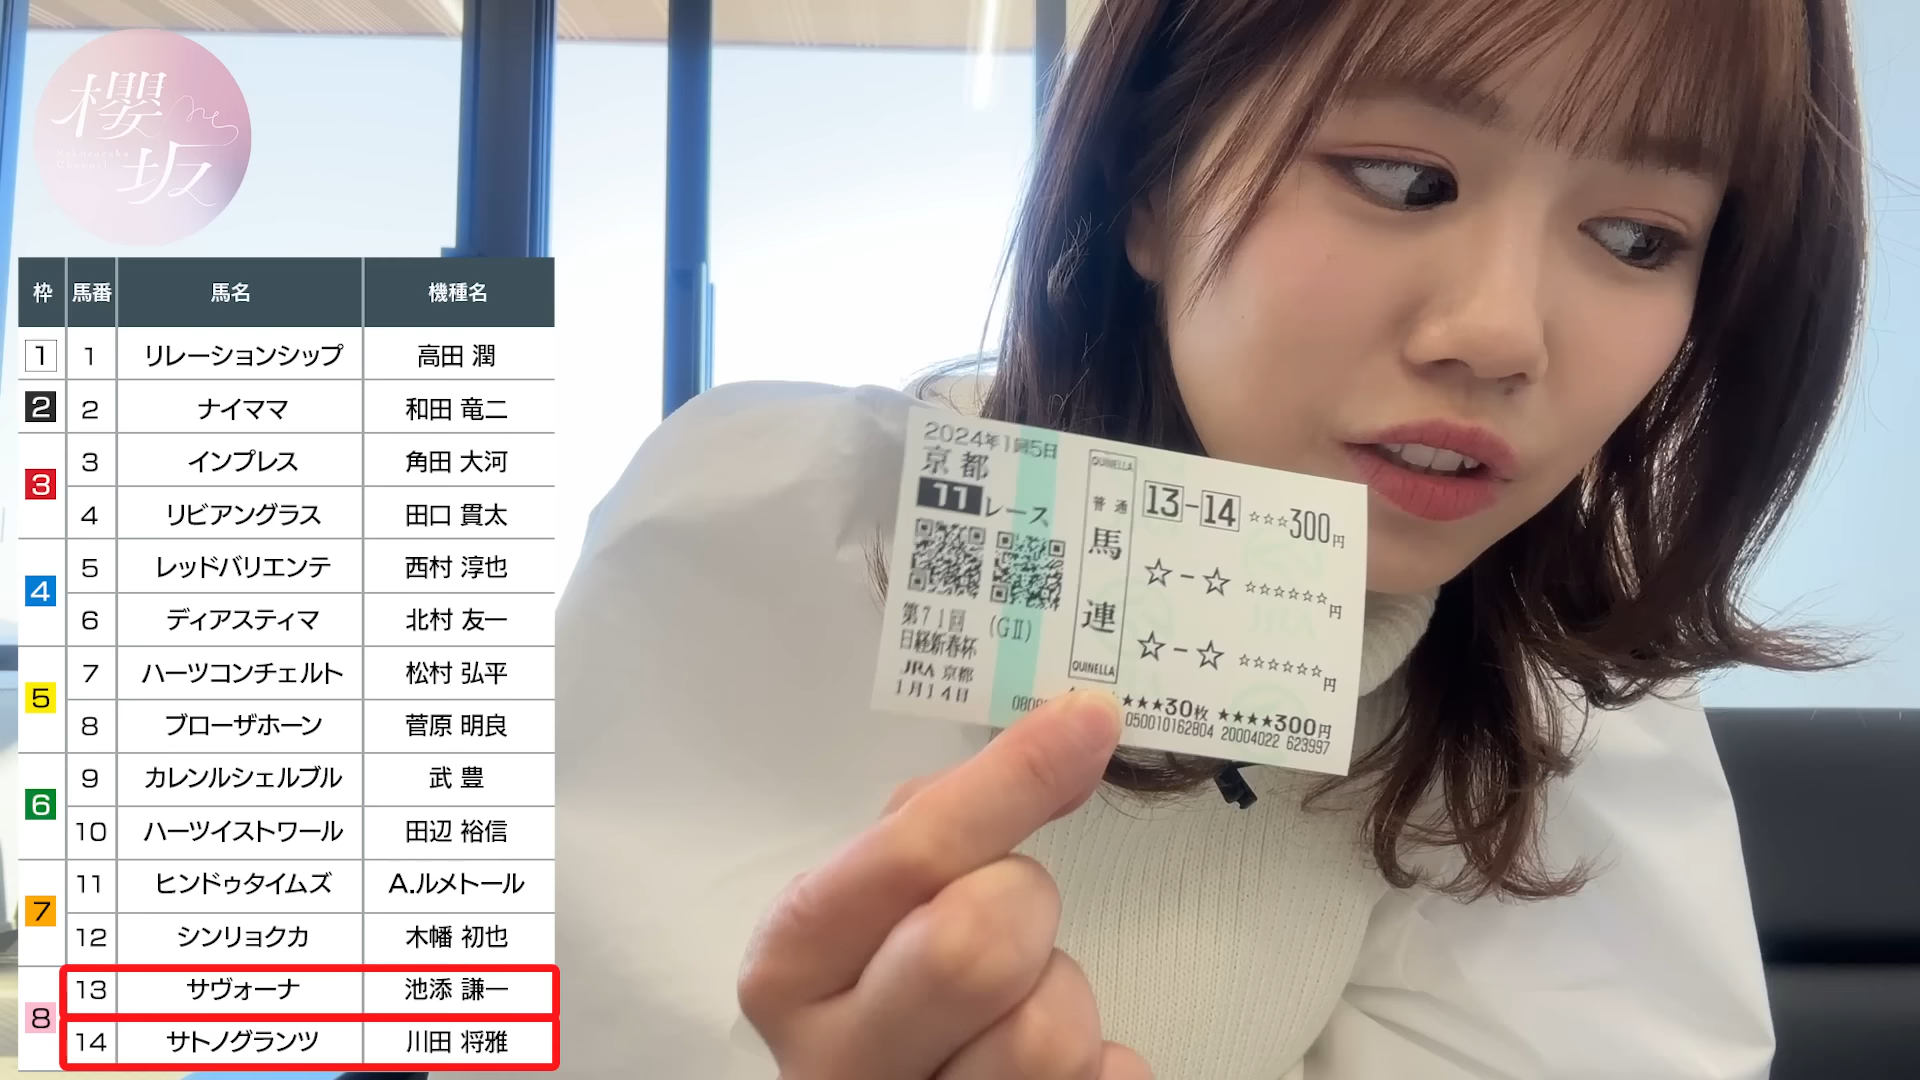 櫻坂
チャンネル
枠 馬番 馬名 機種名
1 1 リレーションシップ 高田 潤
2 2 ナイママ 和田 竜二
3 3 インプレス 角田 大河
4 リビアングラス 田口 貫太
4 5 レッドバリエンテ 西村 淳也
6 ディアスティマ 北村 友一
5 7 ハーツコンチェルト 松村 弘平
8 ブローザホーン 菅原 明良
6 9 カレンルシェルブル 武 豊
10 ハーツイストワール 田辺 裕信
7 11 ヒンドゥタイムズ A.ルメトール
12 シンリョクカ 木幡 初也
8 13 サヴォーナ 池添 謙一
14 サトノグランツ 川田 将雅
2024年1回5日
京都
11レース
第71回 (GⅡ)
日経新春杯
JRA 京都
1月14日
QUINELLA
普通
馬連
QUINELLA
13-14 ☆☆☆300円
☆-☆ ☆☆☆☆☆☆円
☆-☆ ☆☆☆☆☆☆円
★★★30枚 ★★★★300円
050010162804 20004022 623997